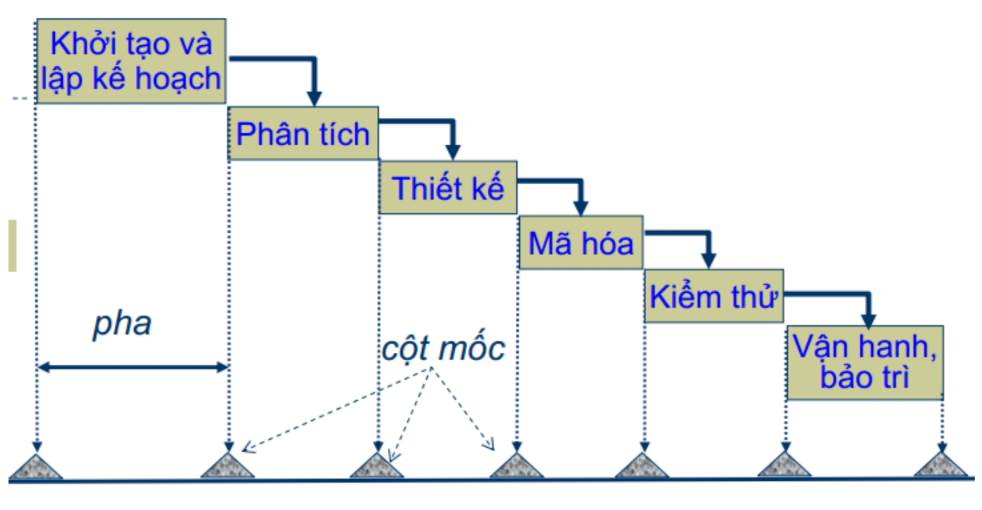 Khởi tạo và
lập kế hoạch
Phân tích
Thiết kế
Mã hóa
Kiểm thử
Vận hanh,
bảo trì
pha
cột mốc